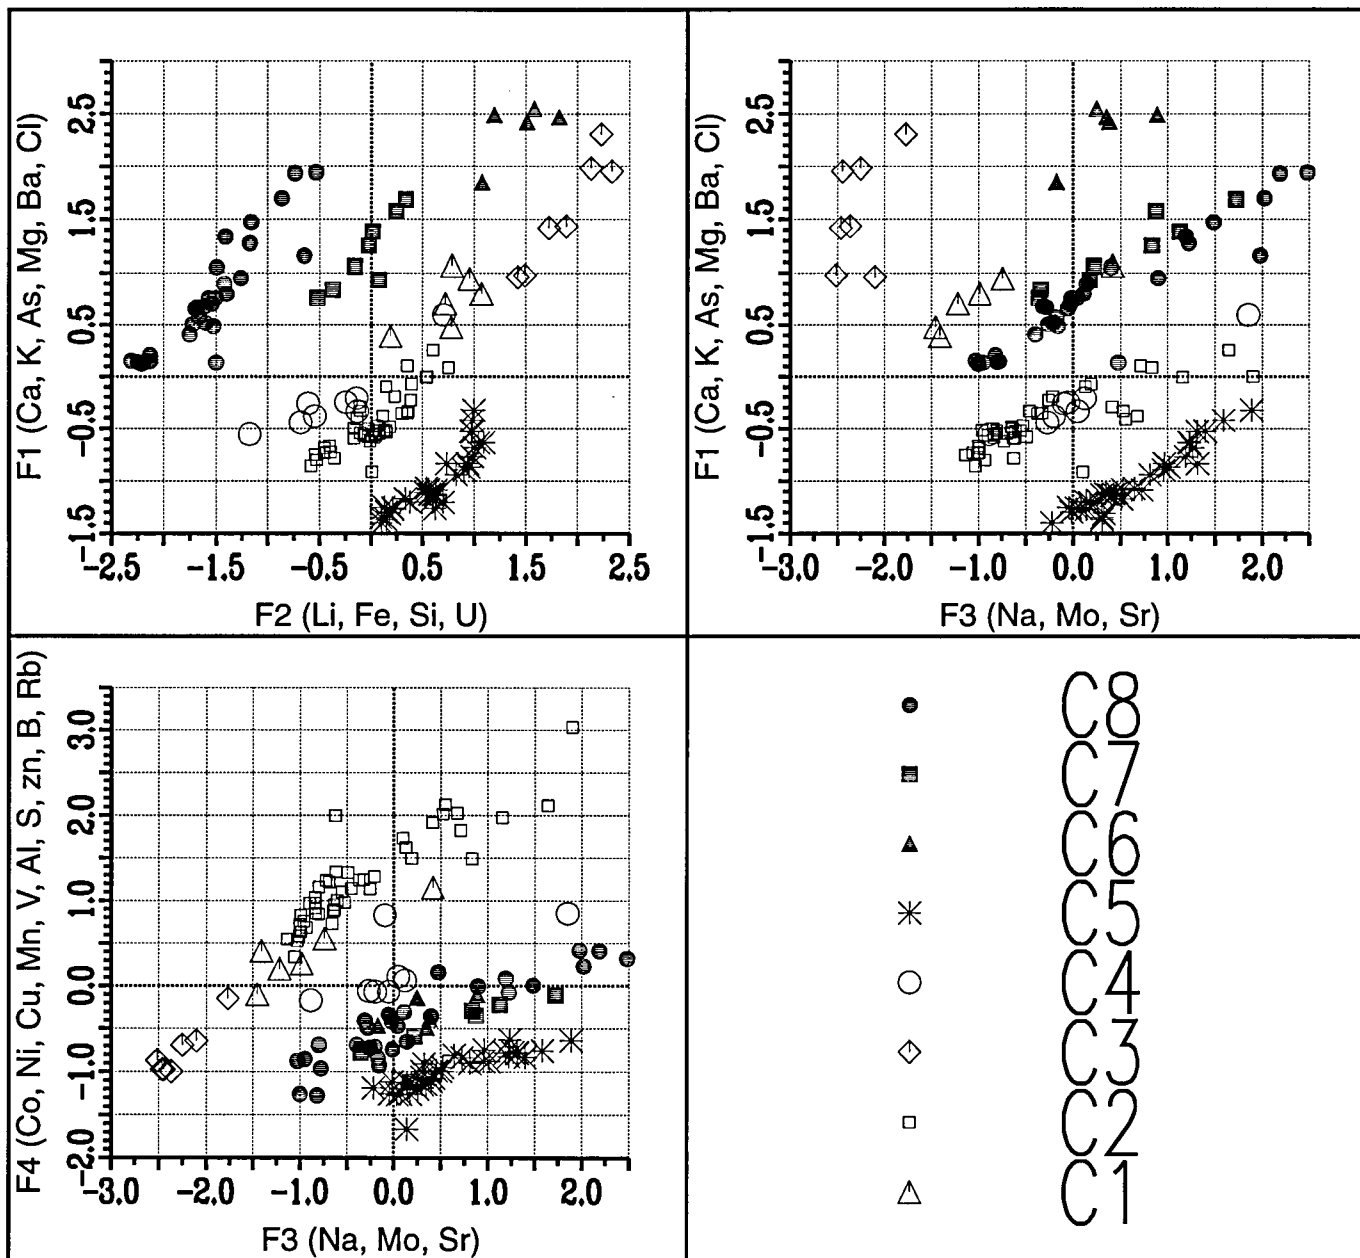 F1 (Ca, K, As, Mg, Ba, Cl)
2.5
1.5
0.5
-0.5
-1.5
-2.5 -1.5 -0.5 0.5 1.5 2.5
F2 (Li, Fe, Si, U)
F1 (Ca, K, As, Mg, Ba, Cl)
2.5
1.5
0.5
-0.5
-1.5
-3.0 -2.0 -1.0 0.0 1.0 2.0
F3 (Na, Mo, Sr)
F4 (Co, Ni, Cu, Mn, V, Al, S, zn, B, Rb)
3.0
2.0
1.0
0.0
-1.0
-2.0
-3.0 -2.0 -1.0 0.0 1.0 2.0
F3 (Na, Mo, Sr)
C8
C7
C6
C5
C4
C3
C2
C1